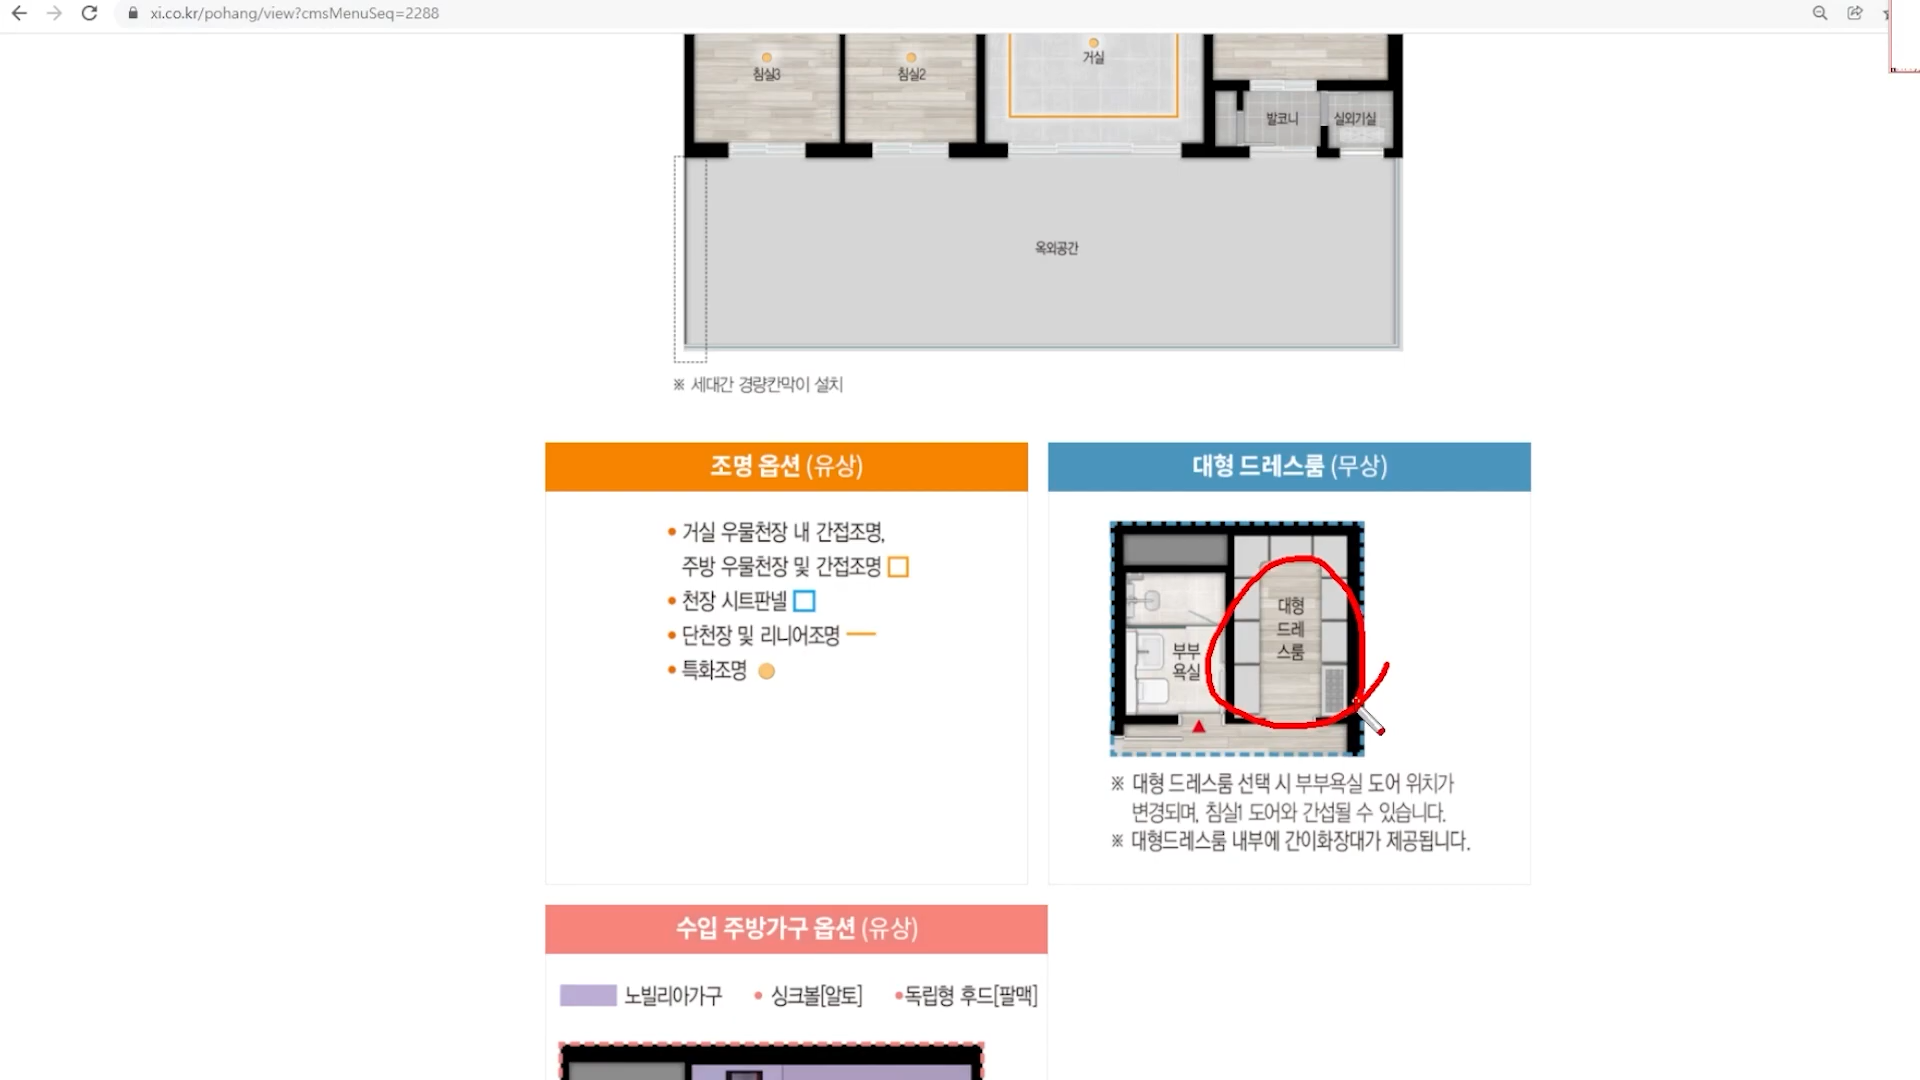 xi.co.kr/pohang/view?cmsMenuSeq=2288
침실3
침실2
거실
발코니
실외기실
옥외공간
※ 세대간 경량칸막이 설치
조명 옵션 (유상)
• 거실 우물천장 내 간접조명,
주방 우물천장 및 간접조명
• 천장 시트판넬
• 단천장 및 리니어조명
• 특화조명
대형 드레스룸 (무상)
대형
드레
스룸
부부
욕실
※ 대형 드레스룸 선택 시 부부욕실 도어 위치가
변경되며, 침실1 도어와 간섭될 수 있습니다.
※ 대형드레스룸 내부에 간이화장대가 제공됩니다.
수입 주방가구 옵션 (유상)
노빌리아가구 • 싱크볼[알토] •독립형 후드[팔맥]